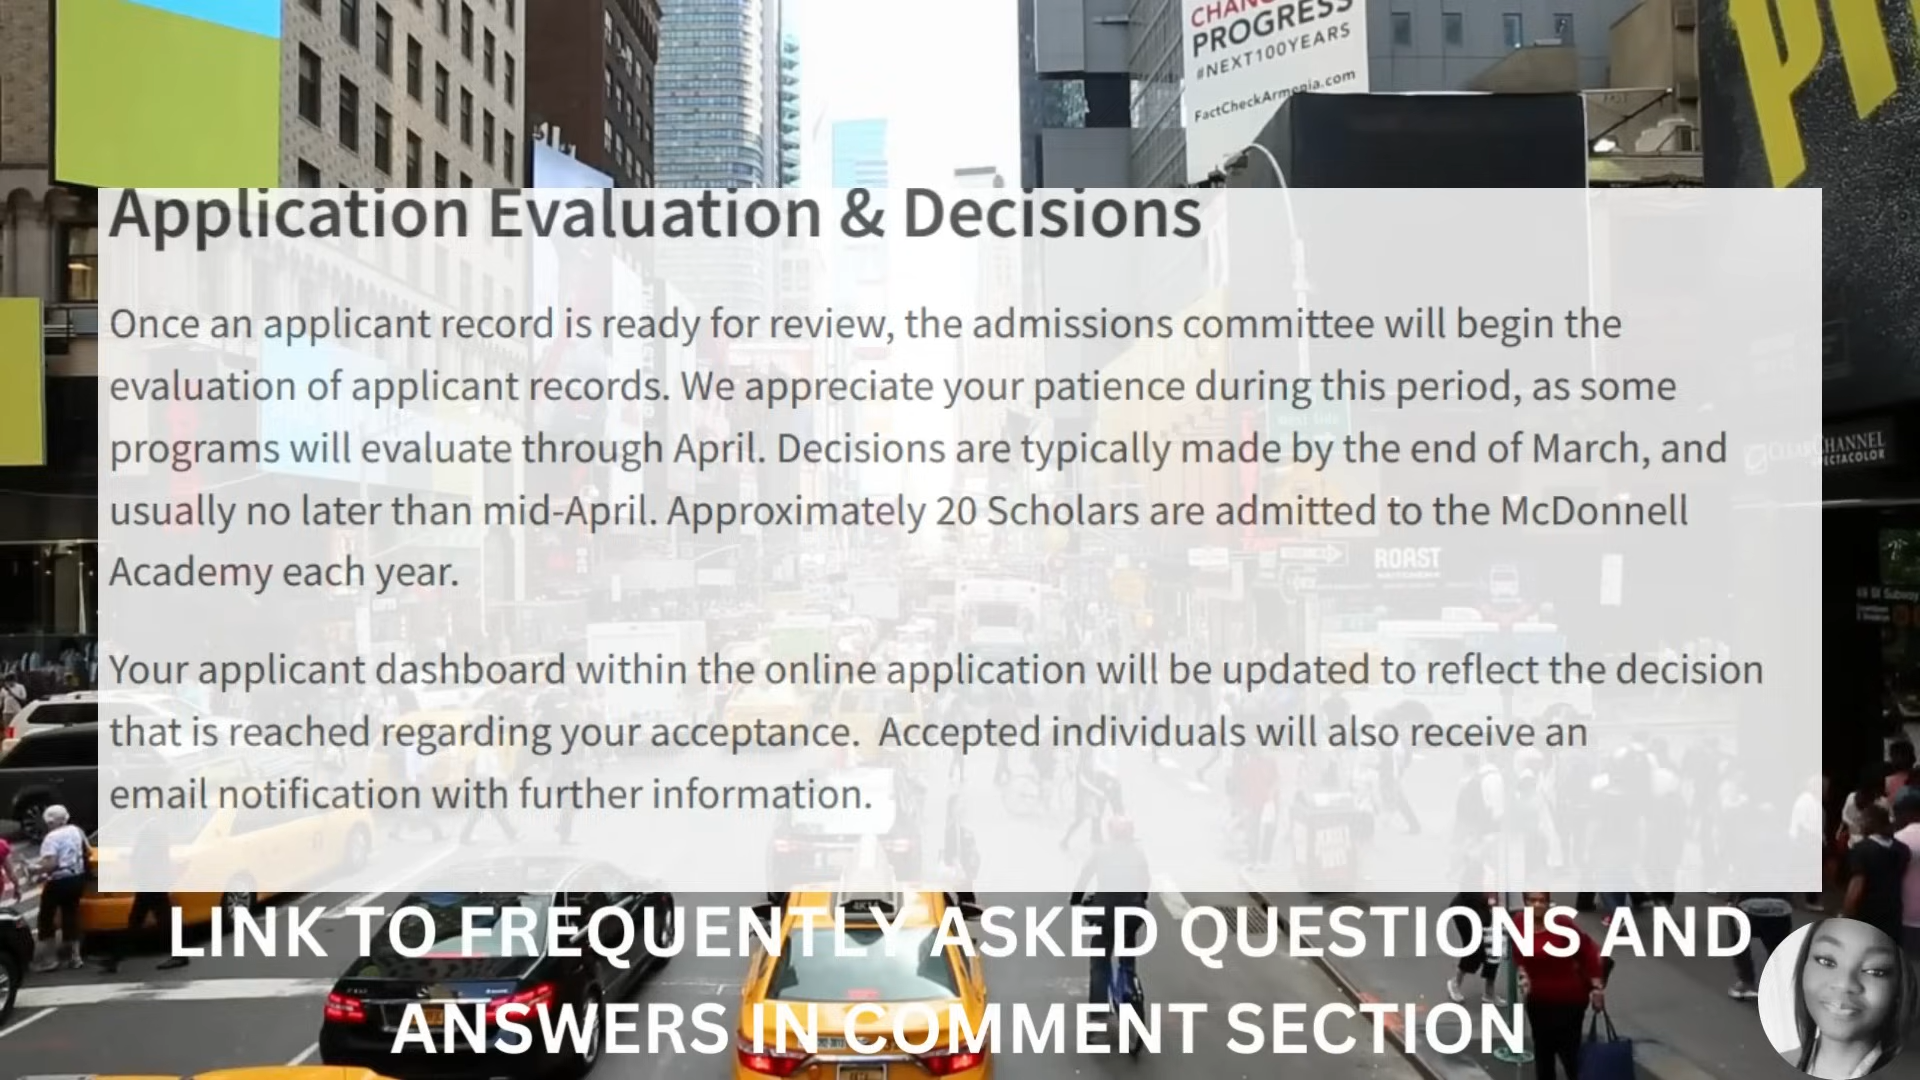 CHANG
PROGRESS
#NEXT100YEARS
FactCheckArmenia.com
Application Evaluation & Decisions
Once an applicant record is ready for review, the admissions committee will begin the
evaluation of applicant records. We appreciate your patience during this period, as some
programs will evaluate through April. Decisions are typically made by the end of March, and
usually no later than mid-April. Approximately 20 Scholars are admitted to the McDonnell
Academy each year.
Your applicant dashboard within the online application will be updated to reflect the decision
that is reached regarding your acceptance.  Accepted individuals will also receive an
email notification with further information.
CLEAR CHANNEL
SPECTACOLOR
ROAST
LINK TO FREQUENTLY ASKED QUESTIONS AND
ANSWERS IN COMMENT SECTION